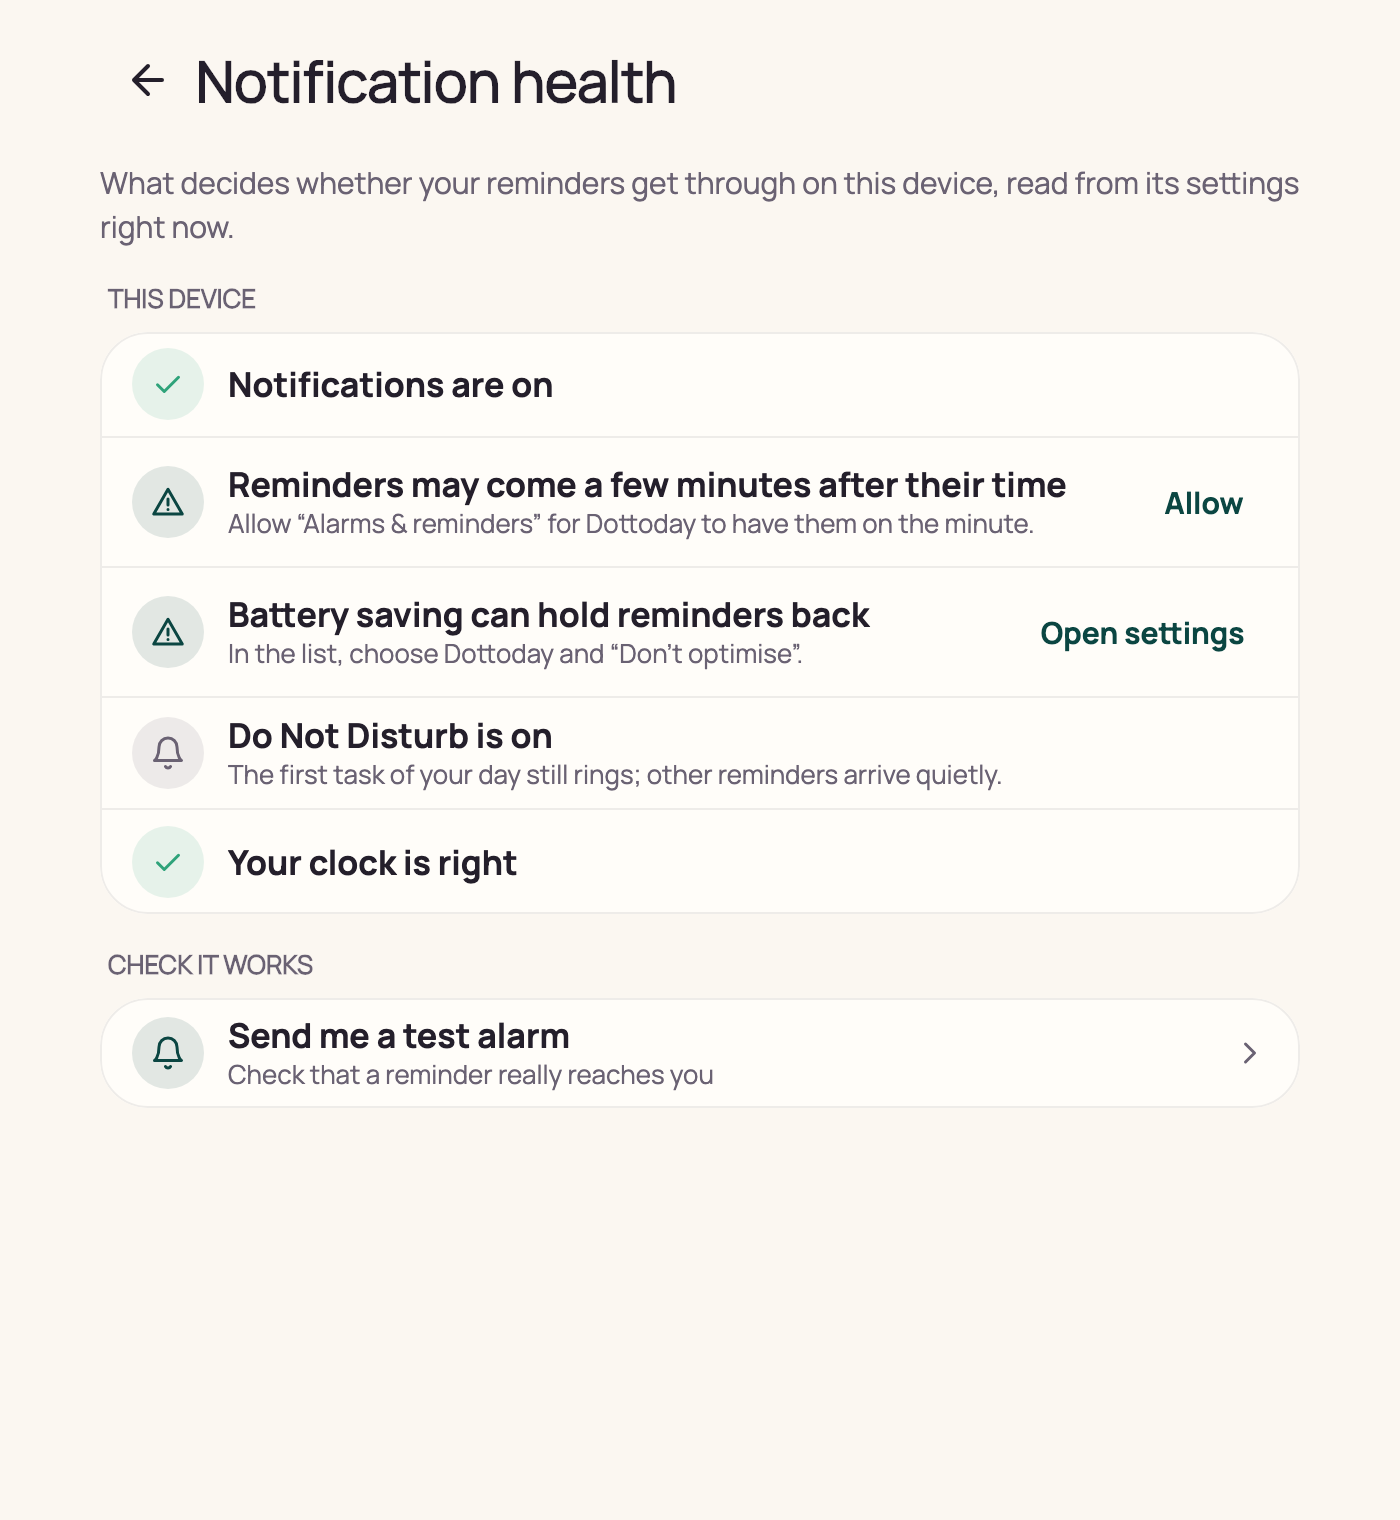 Notification health
What decides whether your reminders get through on this device, read from its settings
right now.
THIS DEVICE
Notifications are on
Reminders may come a few minutes after their time
Allow “Alarms & reminders” for Dottoday to have them on the minute.
Allow
Battery saving can hold reminders back
In the list, choose Dottoday and “Don’t optimise”.
Open settings
Do Not Disturb is on
The first task of your day still rings; other reminders arrive quietly.
Your clock is right
CHECK IT WORKS
Send me a test alarm
Check that a reminder really reaches you